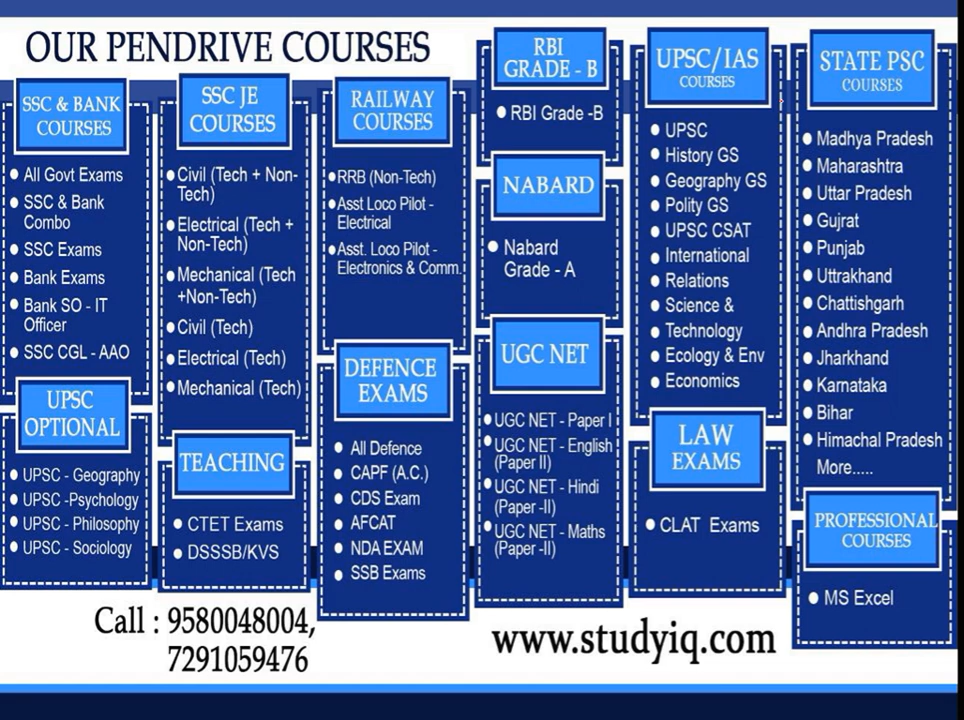 OUR PENDRIVE COURSES
SSC & BANK
COURSES
● All Govt Exams
● SSC & Bank
Combo
● SSC Exams
● Bank Exams
● Bank SO - IT
Officer
● SSC CGL - AAO
UPSC
OPTIONAL
● UPSC - Geography
● UPSC -Psychology
● UPSC - Philosophy
● UPSC - Sociology
SSC JE
COURSES
● Civil (Tech + Non-
Tech)
● Electrical (Tech +
Non-Tech)
● Mechanical (Tech
+Non-Tech)
● Civil (Tech)
● Electrical (Tech)
● Mechanical (Tech)
TEACHING
● CTET Exams
● DSSSB/KVS
RAILWAY
COURSES
● RRB (Non-Tech)
● Asst Loco Pilot -
Electrical
● Asst. Loco Pilot -
Electronics & Comm.
DEFENCE
EXAMS
● All Defence
● CAPF (A.C.)
● CDS Exam
● AFCAT
● NDA EXAM
● SSB Exams
RBI
GRADE - B
● RBI Grade -B
NABARD
● Nabard
Grade - A
UGC NET
● UGC NET - Paper I
● UGC NET - English
(Paper II)
● UGC NET - Hindi
(Paper -II)
● UGC NET - Maths
(Paper -II)
UPSC/IAS
COURSES
● UPSC
● History GS
● Geography GS
● Polity GS
● UPSC CSAT
● International
● Relations
● Science &
● Technology
● Ecology & Env
● Economics
LAW
EXAMS
● CLAT Exams
STATE PSC
COURSES
● Madhya Pradesh
● Maharashtra
● Uttar Pradesh
● Gujrat
● Punjab
● Uttrakhand
● Chattishgarh
● Andhra Pradesh
● Jharkhand
● Karnataka
● Bihar
● Himachal Pradesh
More.....
PROFESSIONAL
COURSES
● MS Excel
Call : 9580048004,
7291059476
www.studyiq.com